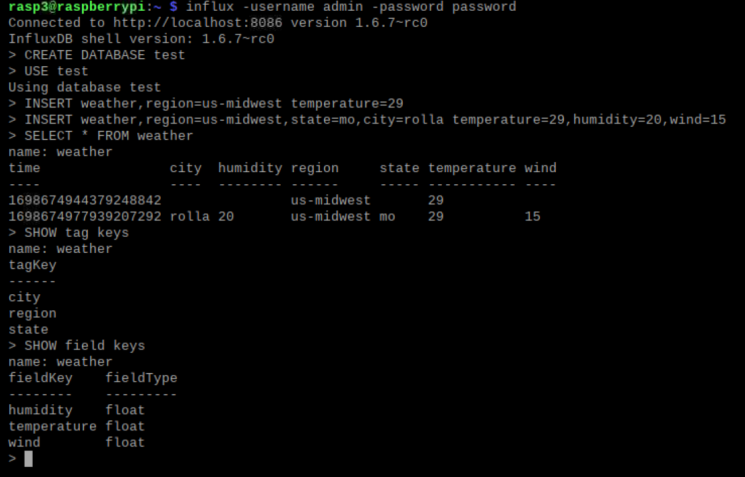 rasp3@raspberrypi:~ $ influx -username admin -password password
Connected to http://localhost:8086 version 1.6.7~rc0
InfluxDB shell version: 1.6.7~rc0
> CREATE DATABASE test
> USE test
Using database test
> INSERT weather,region=us-midwest temperature=29
> INSERT weather,region=us-midwest,state=mo,city=rolla temperature=29,humidity=20,wind=15
> SELECT * FROM weather
name: weather
time                city  humidity region     state temperature wind
----                ----  -------- ------     ----- ----------- ----
1698674944379248842                us-midwest       29
1698674977939207292 rolla 20       us-midwest mo    29          15
> SHOW tag keys
name: weather
tagKey
------
city
region
state
> SHOW field keys
name: weather
fieldKey    fieldType
--------    ---------
humidity    float
temperature float
wind        float
>